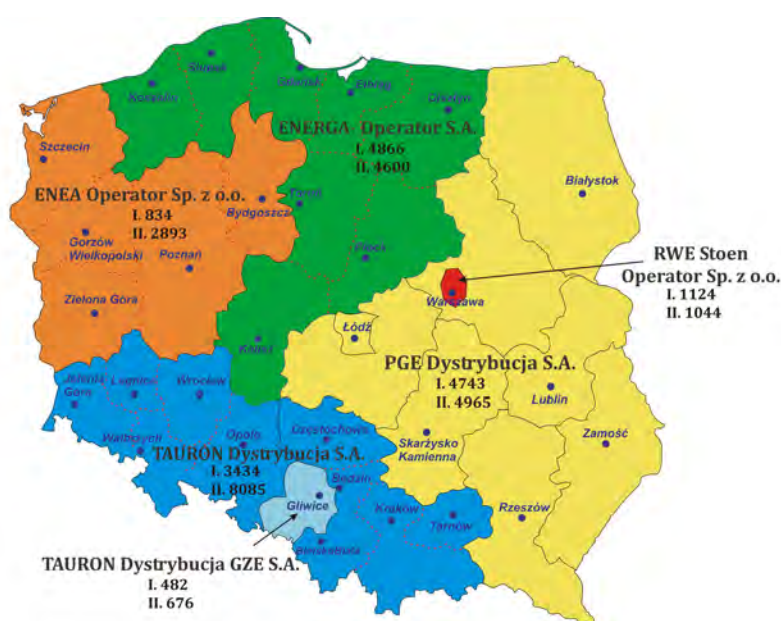 Słupsk
Koszalin
Gdańsk
Elbląg
Olsztyn
ENERGA Operator S.A.
I. 4866
II. 4600
Szczecin
ENEA Operator Sp. z o.o.
I. 834
II. 2893
Bydgoszcz
Toruń
Białystok
Gorzów
Wielkopolski
Poznań
Płock
RWE Stoen
Operator Sp. z o.o.
I. 1124
II. 1044
Warszawa
Zielona Góra
Łódź
Kalisz
PGE Dystrybucja S.A.
I. 4743
II. 4965
Jelenia
Góra
Legnica
Wrocław
Lublin
Wałbrzych
Opole
Częstochowa
Skarżysko
Kamienna
Zamość
TAURON Dystrybucja S.A.
I. 3434
II. 8085
Będzin
Gliwice
Kraków
Tarnów
Rzeszów
TAURON Dystrybucja GZE S.A.
I. 482
II. 676